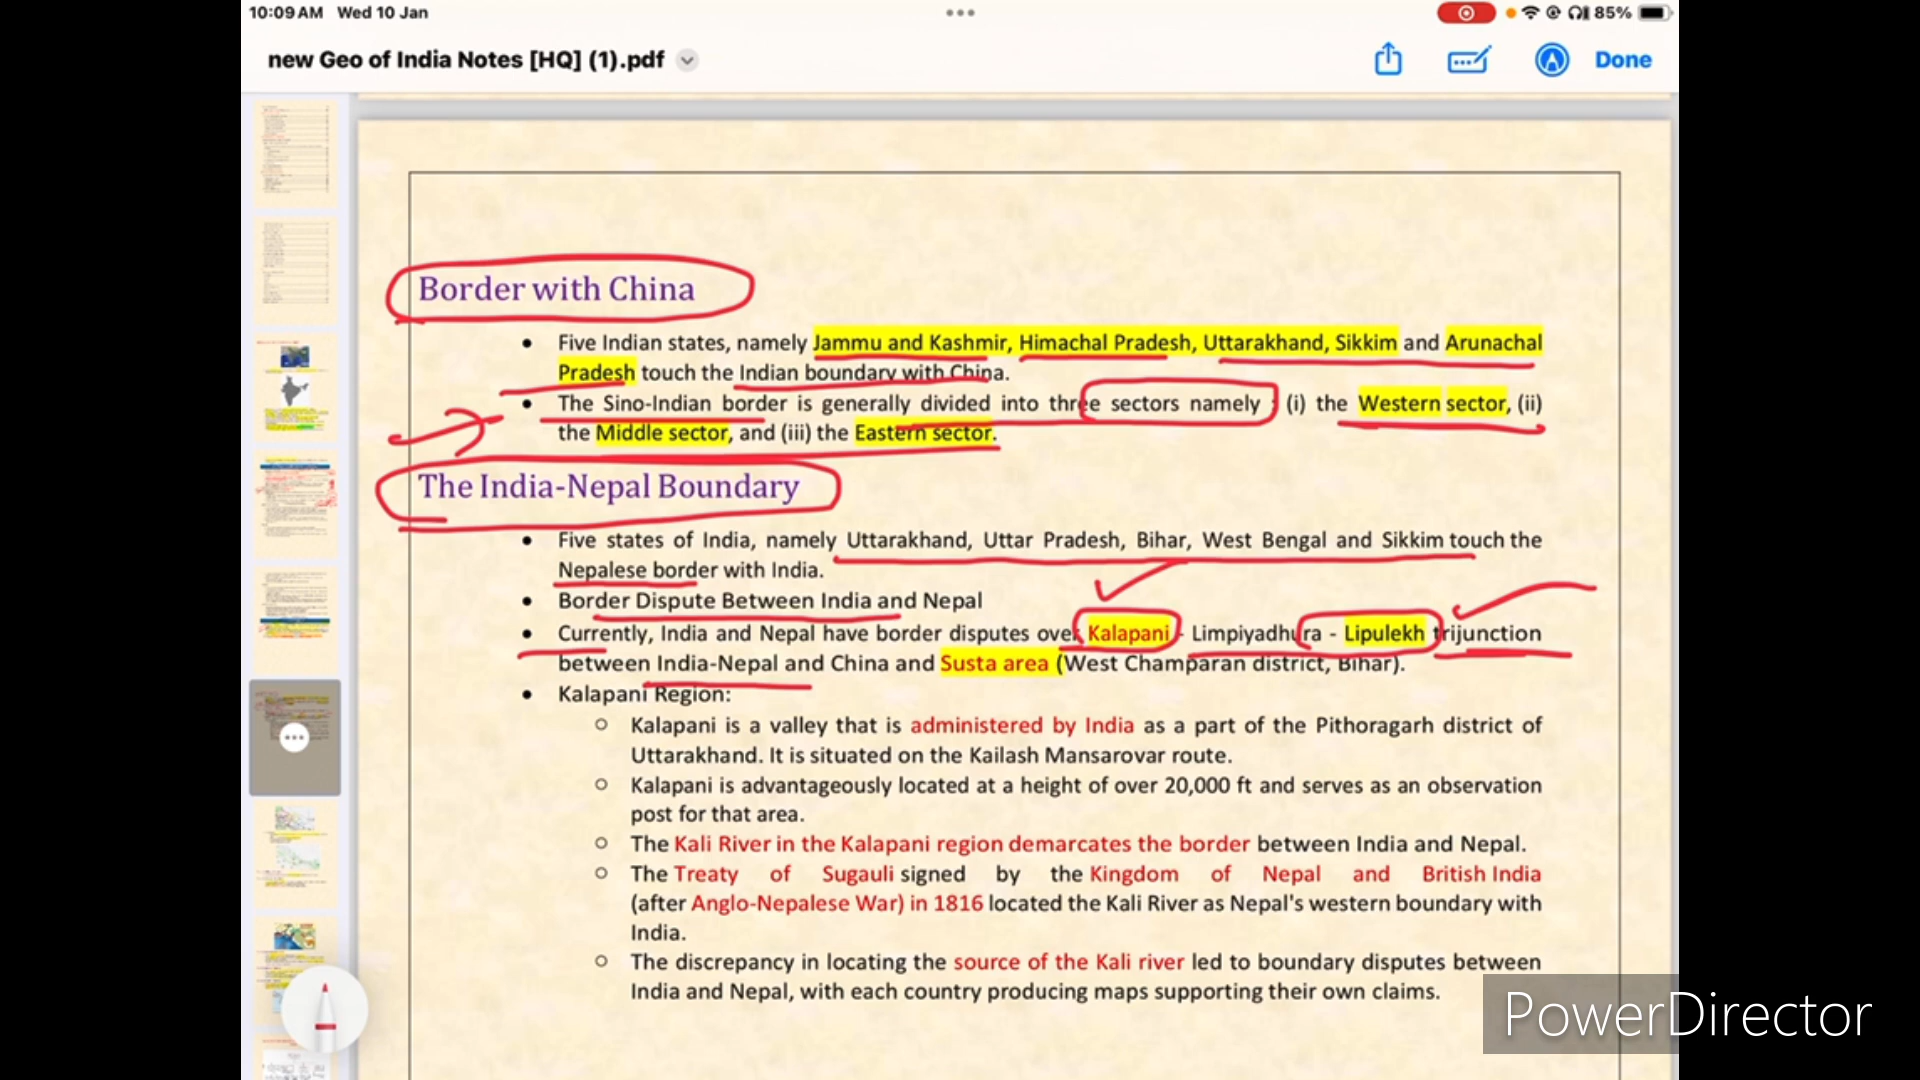 10:09 AM Wed 10 Jan
85%
new Geo of India Notes [HQ] (1).pdf
Done
Border with China
• Five Indian states, namely Jammu and Kashmir, Himachal Pradesh, Uttarakhand, Sikkim and Arunachal
Pradesh touch the Indian boundary with China.
• The Sino-Indian border is generally divided into three sectors namely : (i) the Western sector, (ii)
the Middle sector, and (iii) the Eastern sector.
The India-Nepal Boundary
• Five states of India, namely Uttarakhand, Uttar Pradesh, Bihar, West Bengal and Sikkim touch the
Nepalese border with India.
• Border Dispute Between India and Nepal
• Currently, India and Nepal have border disputes over Kalapani - Limpiyadhura - Lipulekh trijunction
between India-Nepal and China and Susta area (West Champaran district, Bihar).
• Kalapani Region:
○ Kalapani is a valley that is administered by India as a part of the Pithoragarh district of
Uttarakhand. It is situated on the Kailash Mansarovar route.
○ Kalapani is advantageously located at a height of over 20,000 ft and serves as an observation
post for that area.
○ The Kali River in the Kalapani region demarcates the border between India and Nepal.
○ The Treaty of Sugauli signed by the Kingdom of Nepal and British India
(after Anglo-Nepalese War) in 1816 located the Kali River as Nepal's western boundary with
India.
○ The discrepancy in locating the source of the Kali river led to boundary disputes between
India and Nepal, with each country producing maps supporting their own claims.
PowerDirector